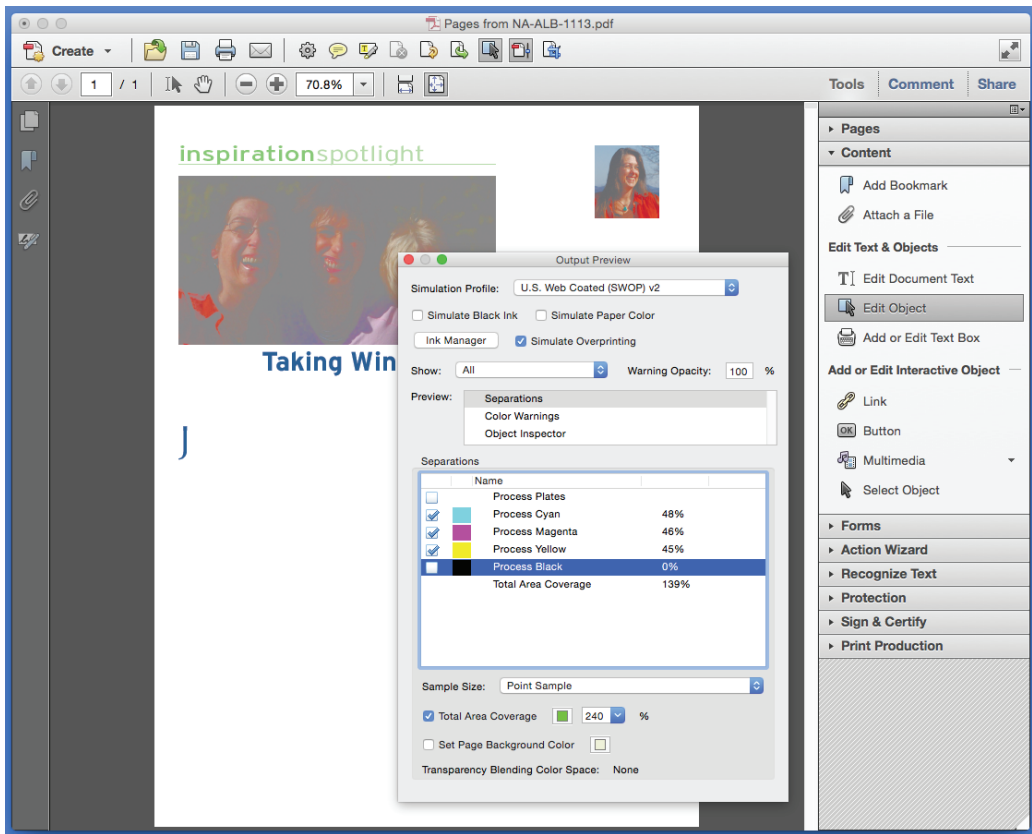 Pages from NA-ALB-1113.pdf
Create
1 / 1 70.8% Tools Comment Share
inspirationspotlight
Taking Win
J
Output Preview
Simulation Profile: U.S. Web Coated (SWOP) v2
Simulate Black Ink Simulate Paper Color
Ink Manager Simulate Overprinting
Show: All Warning Opacity: 100 %
Preview: Separations
Color Warnings
Object Inspector
Separations
Name
Process Plates
Process Cyan 48%
Process Magenta 46%
Process Yellow 45%
Process Black 0%
Total Area Coverage 139%
Sample Size: Point Sample
Total Area Coverage 240 %
Set Page Background Color
Transparency Blending Color Space: None
Pages
Content
Add Bookmark
Attach a File
Edit Text & Objects
T Edit Document Text
Edit Object
Add or Edit Text Box
Add or Edit Interactive Object
Link
OK Button
Multimedia
Select Object
Forms
Action Wizard
Recognize Text
Protection
Sign & Certify
Print Production